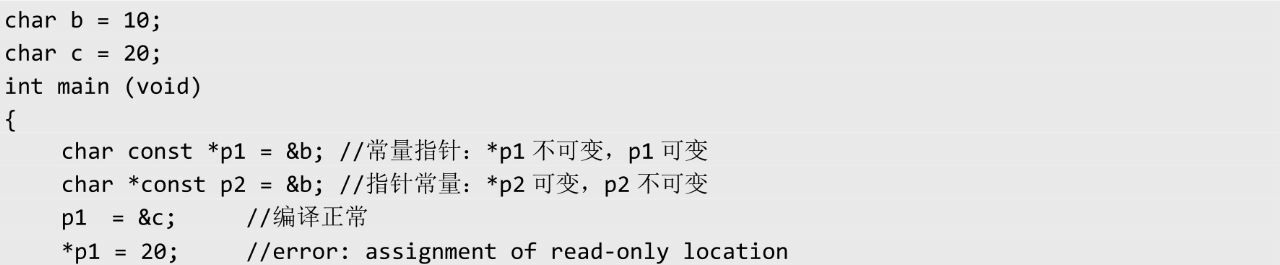 char b = 10;
char c = 20;
int main (void)
{
char const *p1 = &b; //常量指针：*p1 不可变，p1 可变
char *const p2 = &b; //指针常量：*p2 可变，p2 不可变
p1  = &c;      //编译正常
*p1 = 20;      //error: assignment of read-only location